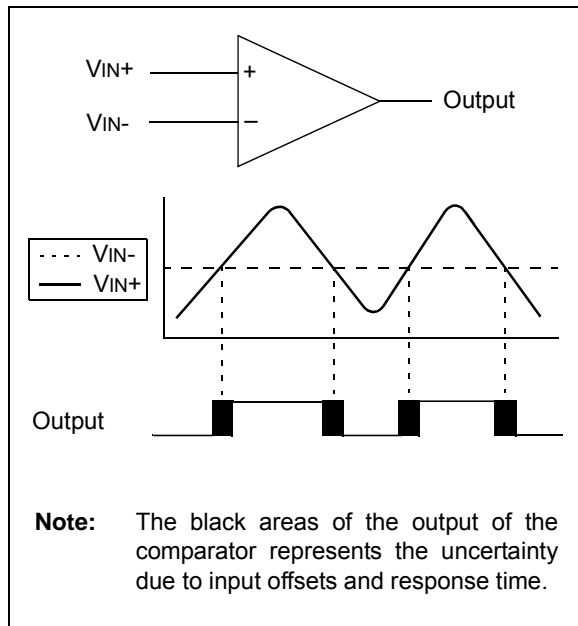 VIN+
+
Output
VIN-
–
VIN-
VIN+
Output
Note: The black areas of the output of the
comparator represents the uncertainty
due to input offsets and response time.